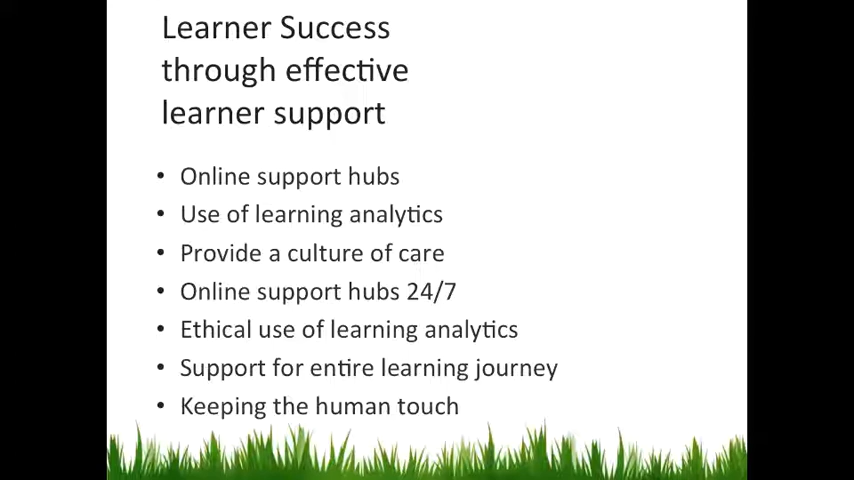 Learner Success
through effective
learner support
• Online support hubs
• Use of learning analytics
• Provide a culture of care
• Online support hubs 24/7
• Ethical use of learning analytics
• Support for entire learning journey
• Keeping the human touch